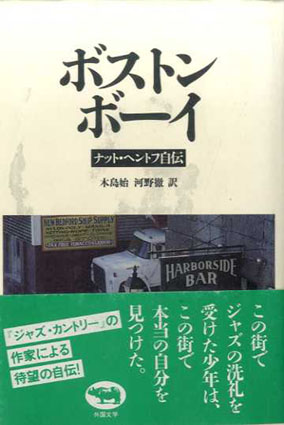 ボストン
ボーイ
ナット・ヘントフ自伝
木島始 河野徹 訳
NEW BEDFORD SHIP SUPPLY
HARBORSIDE
BAR
この街で
ジャズの洗礼を
受けた少年は、
この街で
本当の自分を
見つけた。
『ジャズ・カントリー』の
作家による
待望の自伝!
外国文学